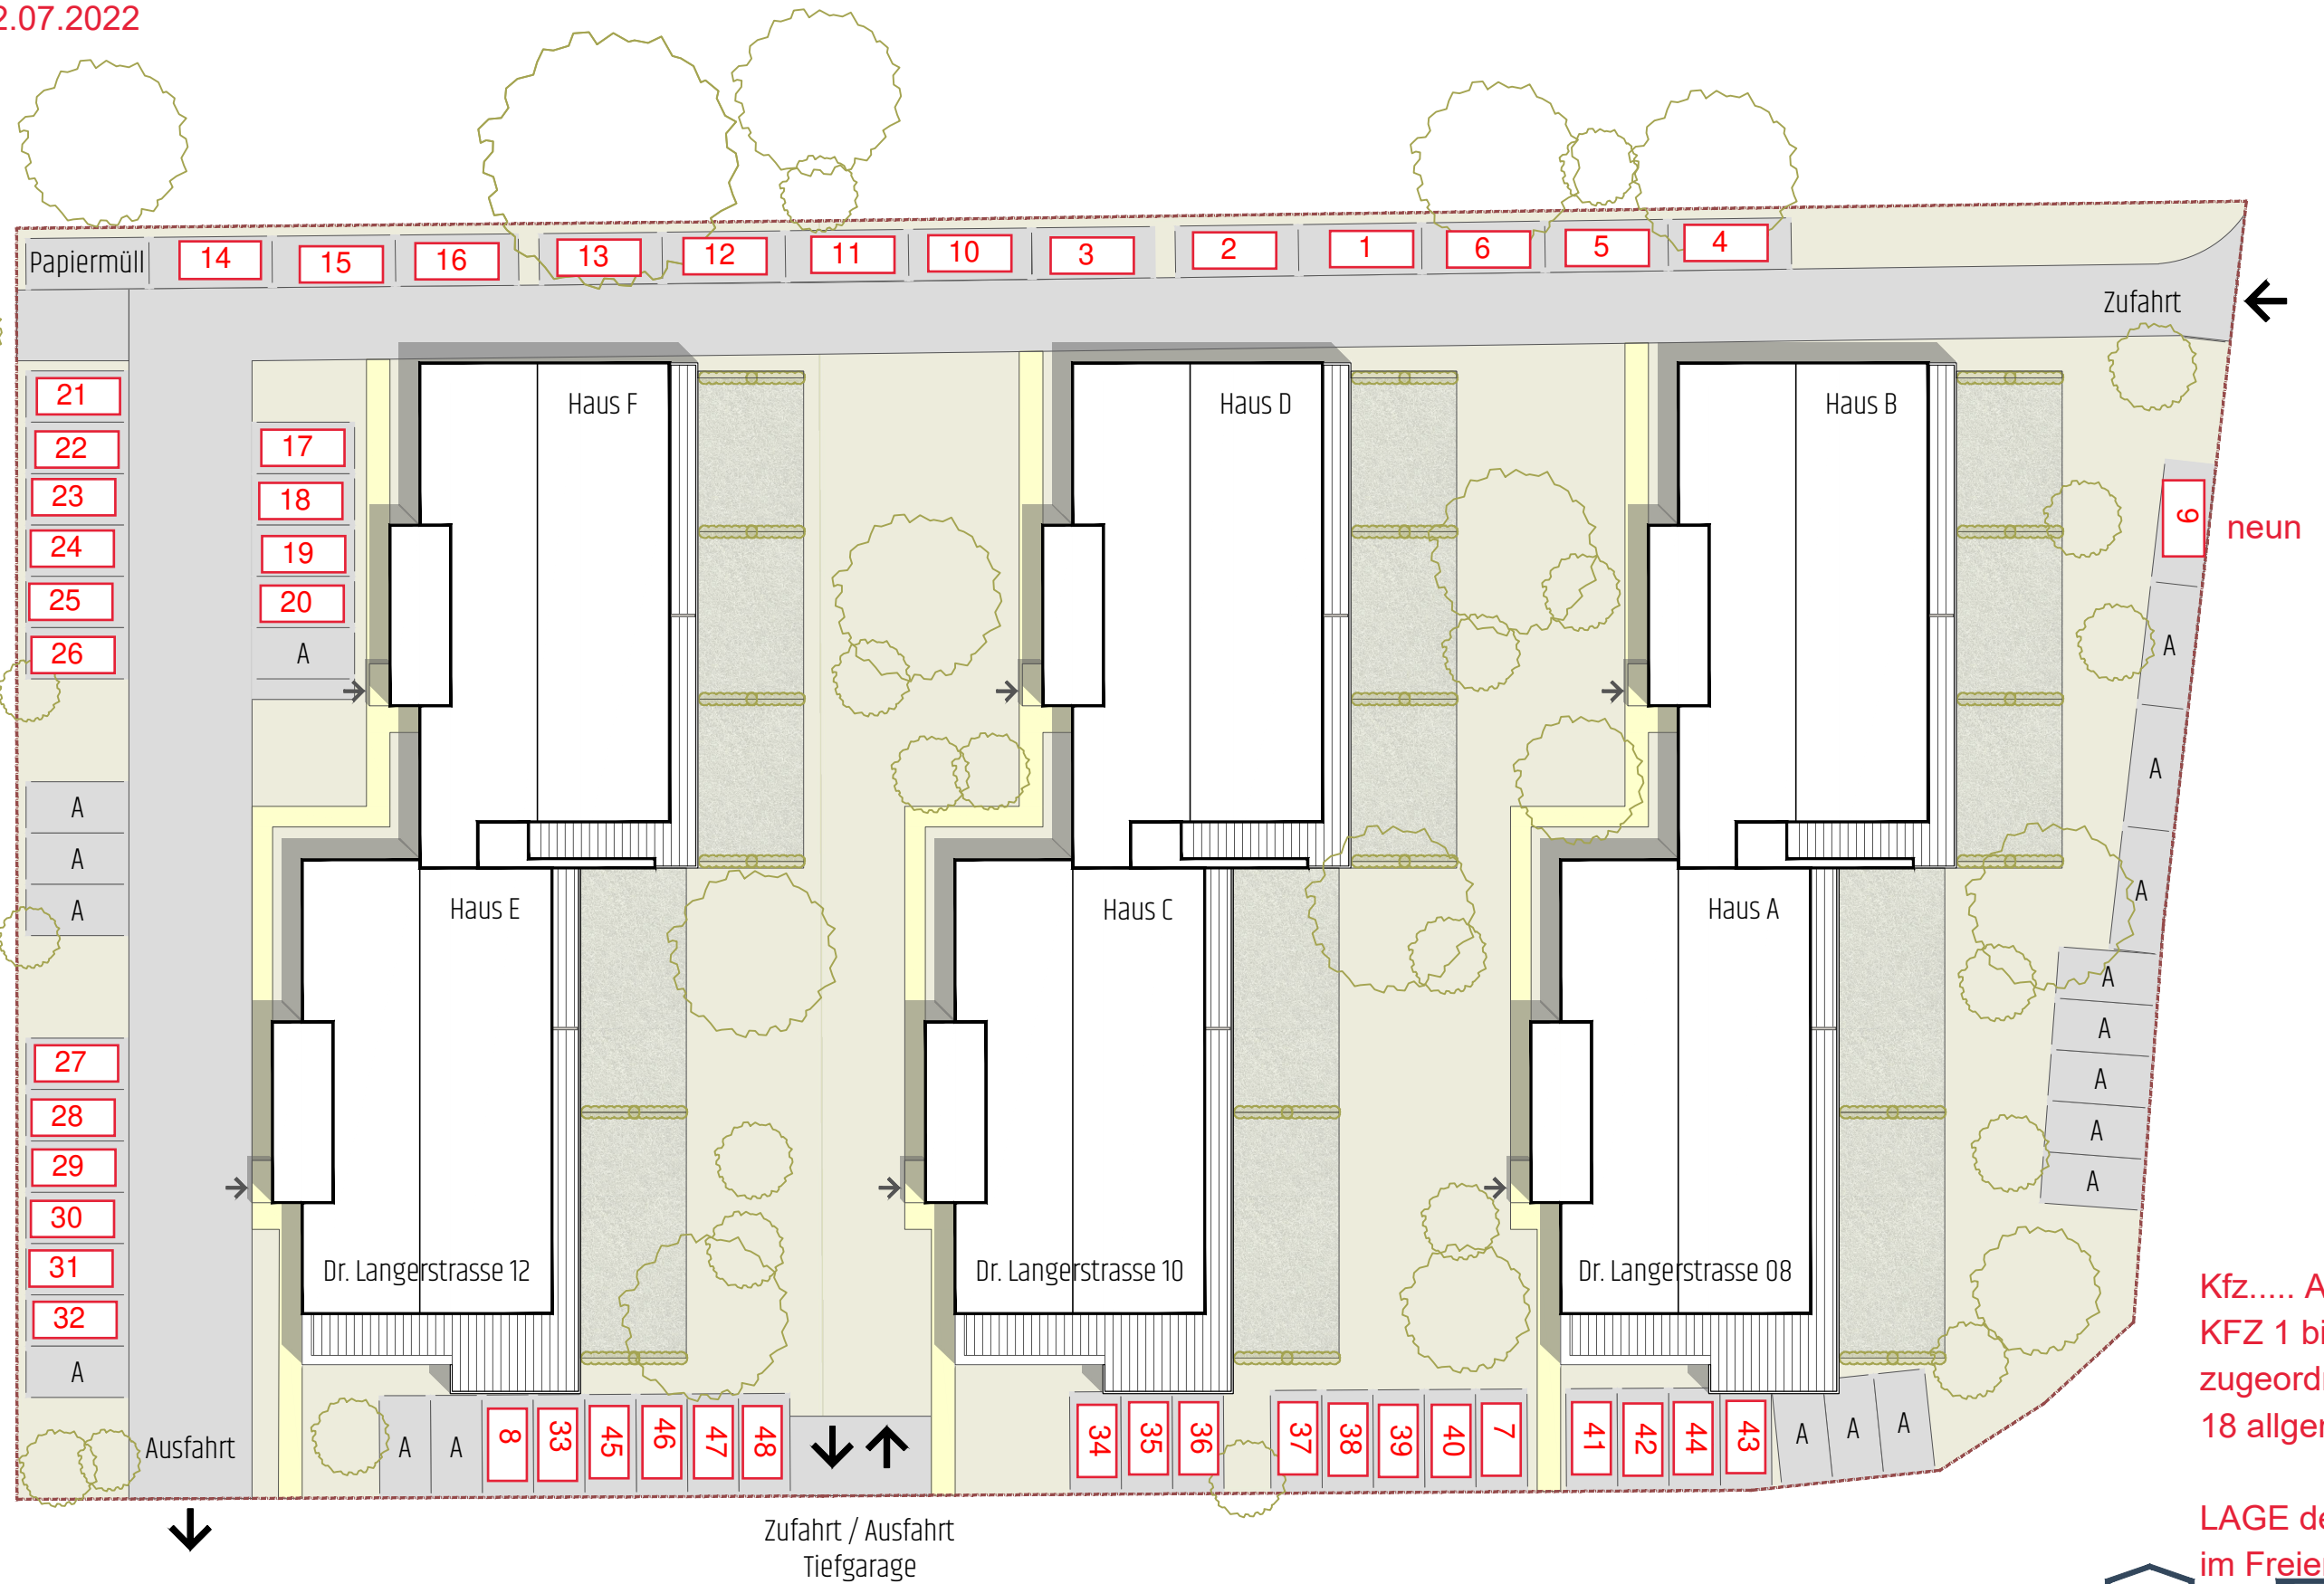 2.07.2022
Papiermüll 14 15 16 13 12 11 10 3 2 1 6 5 4
Zufahrt
21
22
23
24
25
26
17
18
19
20
A
Haus F
Haus D
Haus B
9 neun
A
A
A
A
A
A
Haus E
Haus C
Haus A
A
A
A
A
A
27
28
29
30
31
32
A
Dr. Langerstrasse 12
Dr. Langerstrasse 10
Dr. Langerstrasse 08
Kfz..... A
KFZ 1 bi
zugeord
18 allger
Ausfahrt
A A 8 33 45 46 47 48
34 35 36 37 38 39 40 7
41 42 44 43 A A A
Zufahrt / Ausfahrt
Tiefgarage
LAGE de
im Freier